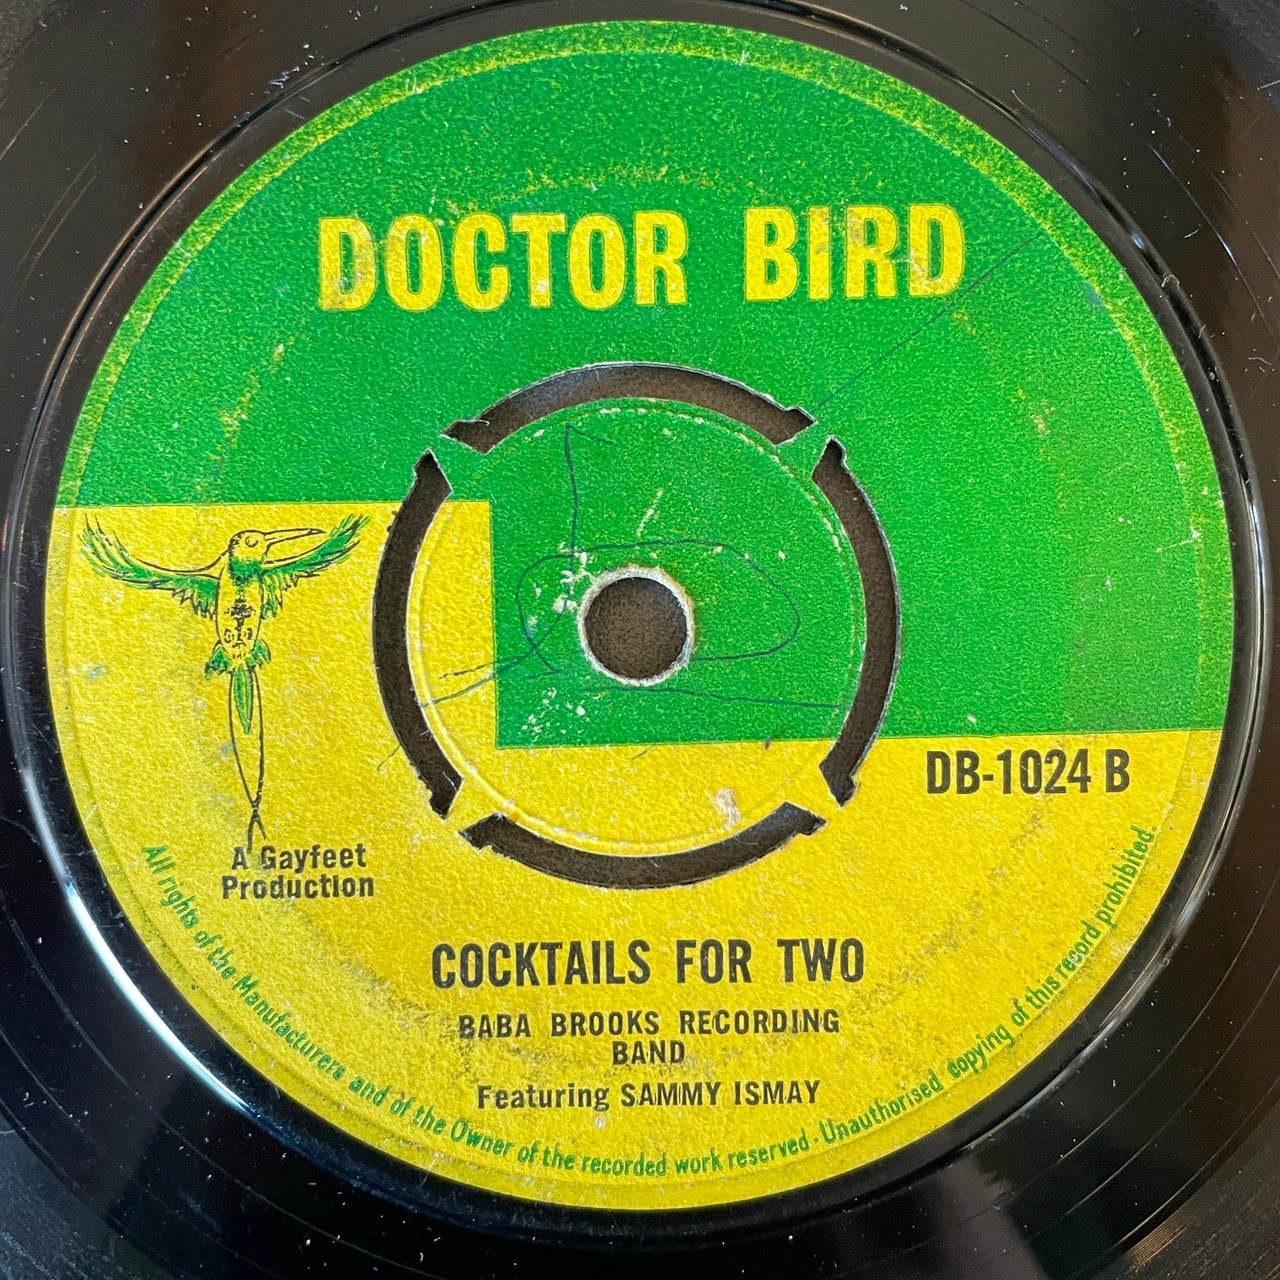 DOCTOR BIRD
DB-1024 B
A Gayfeet
Production
COCKTAILS FOR TWO
BABA BROOKS RECORDING
BAND
Featuring SAMMY ISMAY
All rights of the Manufacturers and of the Owner of the recorded work reserved · Unauthorised copying of this record prohibited.